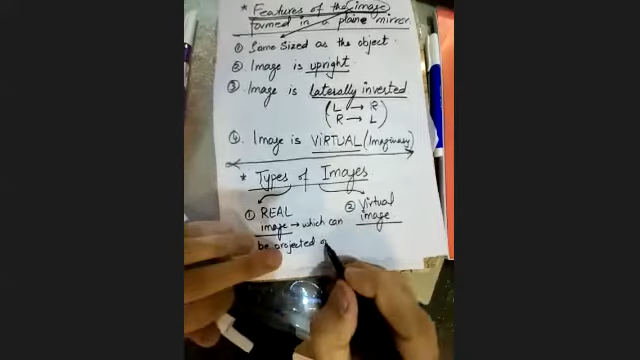 * Features of the image
formed in a plane mirror.
① Same sized as the object.
② Image is upright.
③ Image is laterally inverted
(L → R
R → L)
④ Image is VIRTUAL (Imaginary)
* Types of Images
① REAL image → which can
be projected o
② Virtual
image